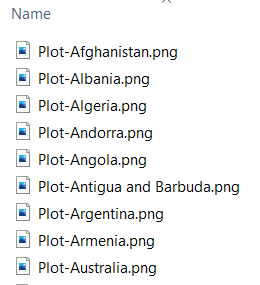 Name
Plot-Afghanistan.png
Plot-Albania.png
Plot-Algeria.png
Plot-Andorra.png
Plot-Angola.png
Plot-Antigua and Barbuda.png
Plot-Argentina.png
Plot-Armenia.png
Plot-Australia.png